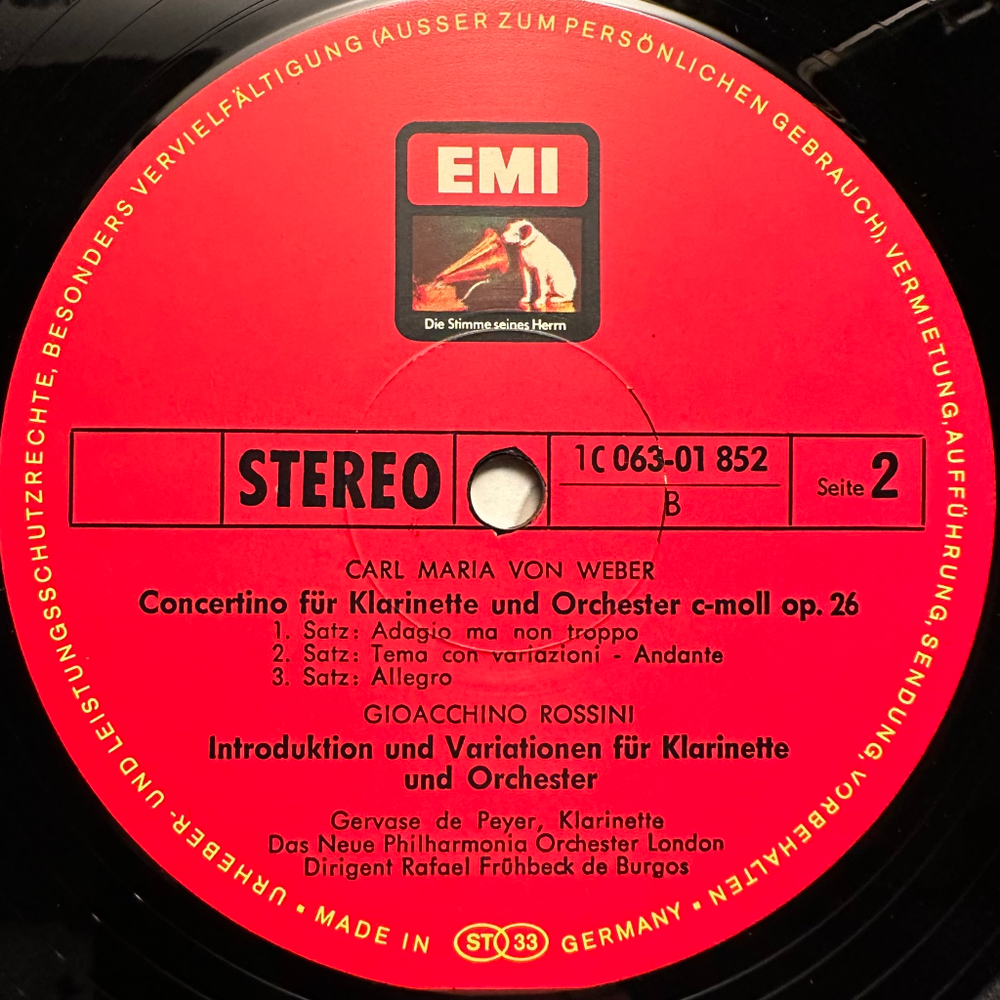 URHEBER- UND LEISTUNGSSCHUTZRECHTE, BESONDERS VERVIELFÄLTIGUNG (AUSSER ZUM PERSÖNLICHEN GEBRAUCH), VERMIETUNG, AUFFÜHRUNG, SENDUNG, VORBEHALTEN ▪
EMI
Die Stimme seines Herrn
STEREO
1C 063-01 852
B
Seite 2
CARL MARIA VON WEBER
Concertino für Klarinette und Orchester c-moll op. 26
1. Satz: Adagio ma non troppo
2. Satz: Tema con variazioni - Andante
3. Satz: Allegro
GIOACCHINO ROSSINI
Introduktion und Variationen für Klarinette
und Orchester
Gervase de Peyer, Klarinette
Das Neue Philharmonia Orchester London
Dirigent Rafael Frühbeck de Burgos
▪ MADE IN ST 33 GERMANY